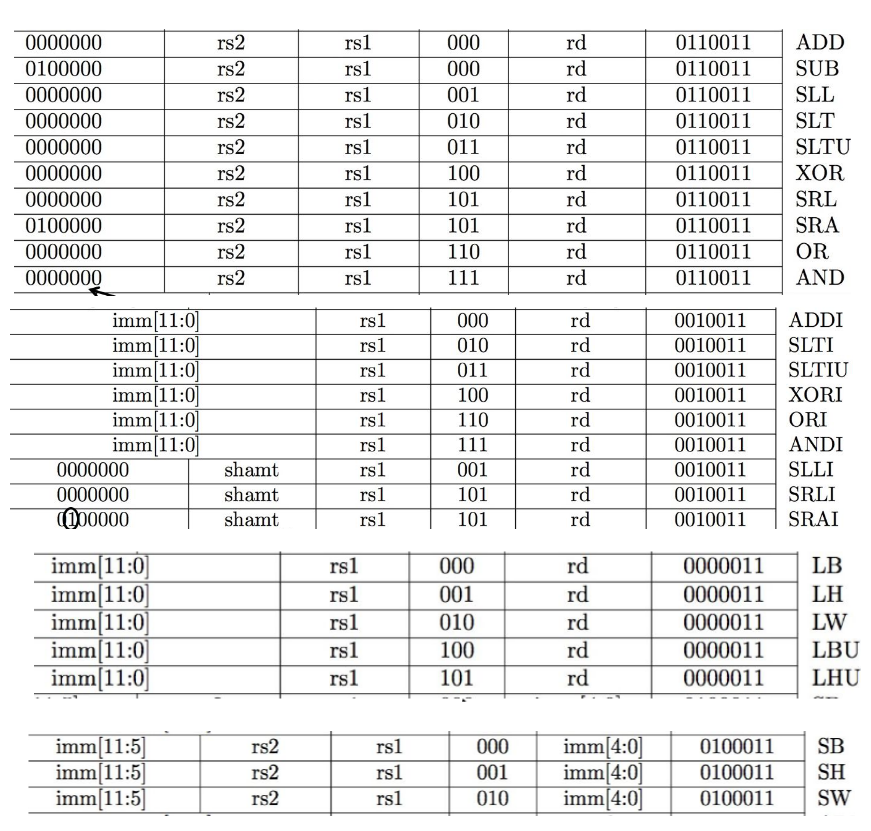 0000000 rs2 rs1 000 rd 0110011 ADD
0100000 rs2 rs1 000 rd 0110011 SUB
0000000 rs2 rs1 001 rd 0110011 SLL
0000000 rs2 rs1 010 rd 0110011 SLT
0000000 rs2 rs1 011 rd 0110011 SLTU
0000000 rs2 rs1 100 rd 0110011 XOR
0000000 rs2 rs1 101 rd 0110011 SRL
0100000 rs2 rs1 101 rd 0110011 SRA
0000000 rs2 rs1 110 rd 0110011 OR
0000000 rs2 rs1 111 rd 0110011 AND
imm[11:0] rs1 000 rd 0010011 ADDI
imm[11:0] rs1 010 rd 0010011 SLTI
imm[11:0] rs1 011 rd 0010011 SLTIU
imm[11:0] rs1 100 rd 0010011 XORI
imm[11:0] rs1 110 rd 0010011 ORI
imm[11:0] rs1 111 rd 0010011 ANDI
0000000 shamt rs1 001 rd 0010011 SLLI
0000000 shamt rs1 101 rd 0010011 SRLI
0100000 shamt rs1 101 rd 0010011 SRAI
imm[11:0] rs1 000 rd 0000011 LB
imm[11:0] rs1 001 rd 0000011 LH
imm[11:0] rs1 010 rd 0000011 LW
imm[11:0] rs1 100 rd 0000011 LBU
imm[11:0] rs1 101 rd 0000011 LHU
imm[11:5] rs2 rs1 000 imm[4:0] 0100011 SB
imm[11:5] rs2 rs1 001 imm[4:0] 0100011 SH
imm[11:5] rs2 rs1 010 imm[4:0] 0100011 SW